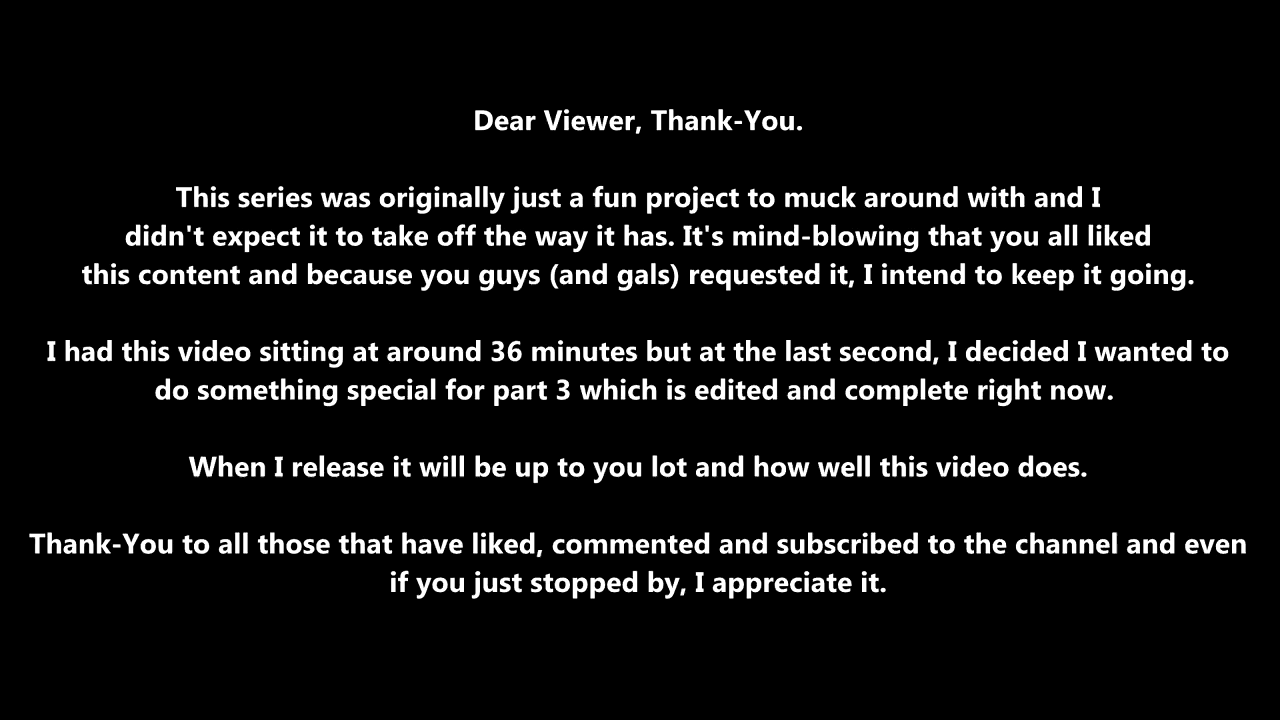 Dear Viewer, Thank-You.
This series was originally just a fun project to muck around with and I
didn't expect it to take off the way it has. It's mind-blowing that you all liked
this content and because you guys (and gals) requested it, I intend to keep it going.
I had this video sitting at around 36 minutes but at the last second, I decided I wanted to
do something special for part 3 which is edited and complete right now.
When I release it will be up to you lot and how well this video does.
Thank-You to all those that have liked, commented and subscribed to the channel and even
if you just stopped by, I appreciate it.